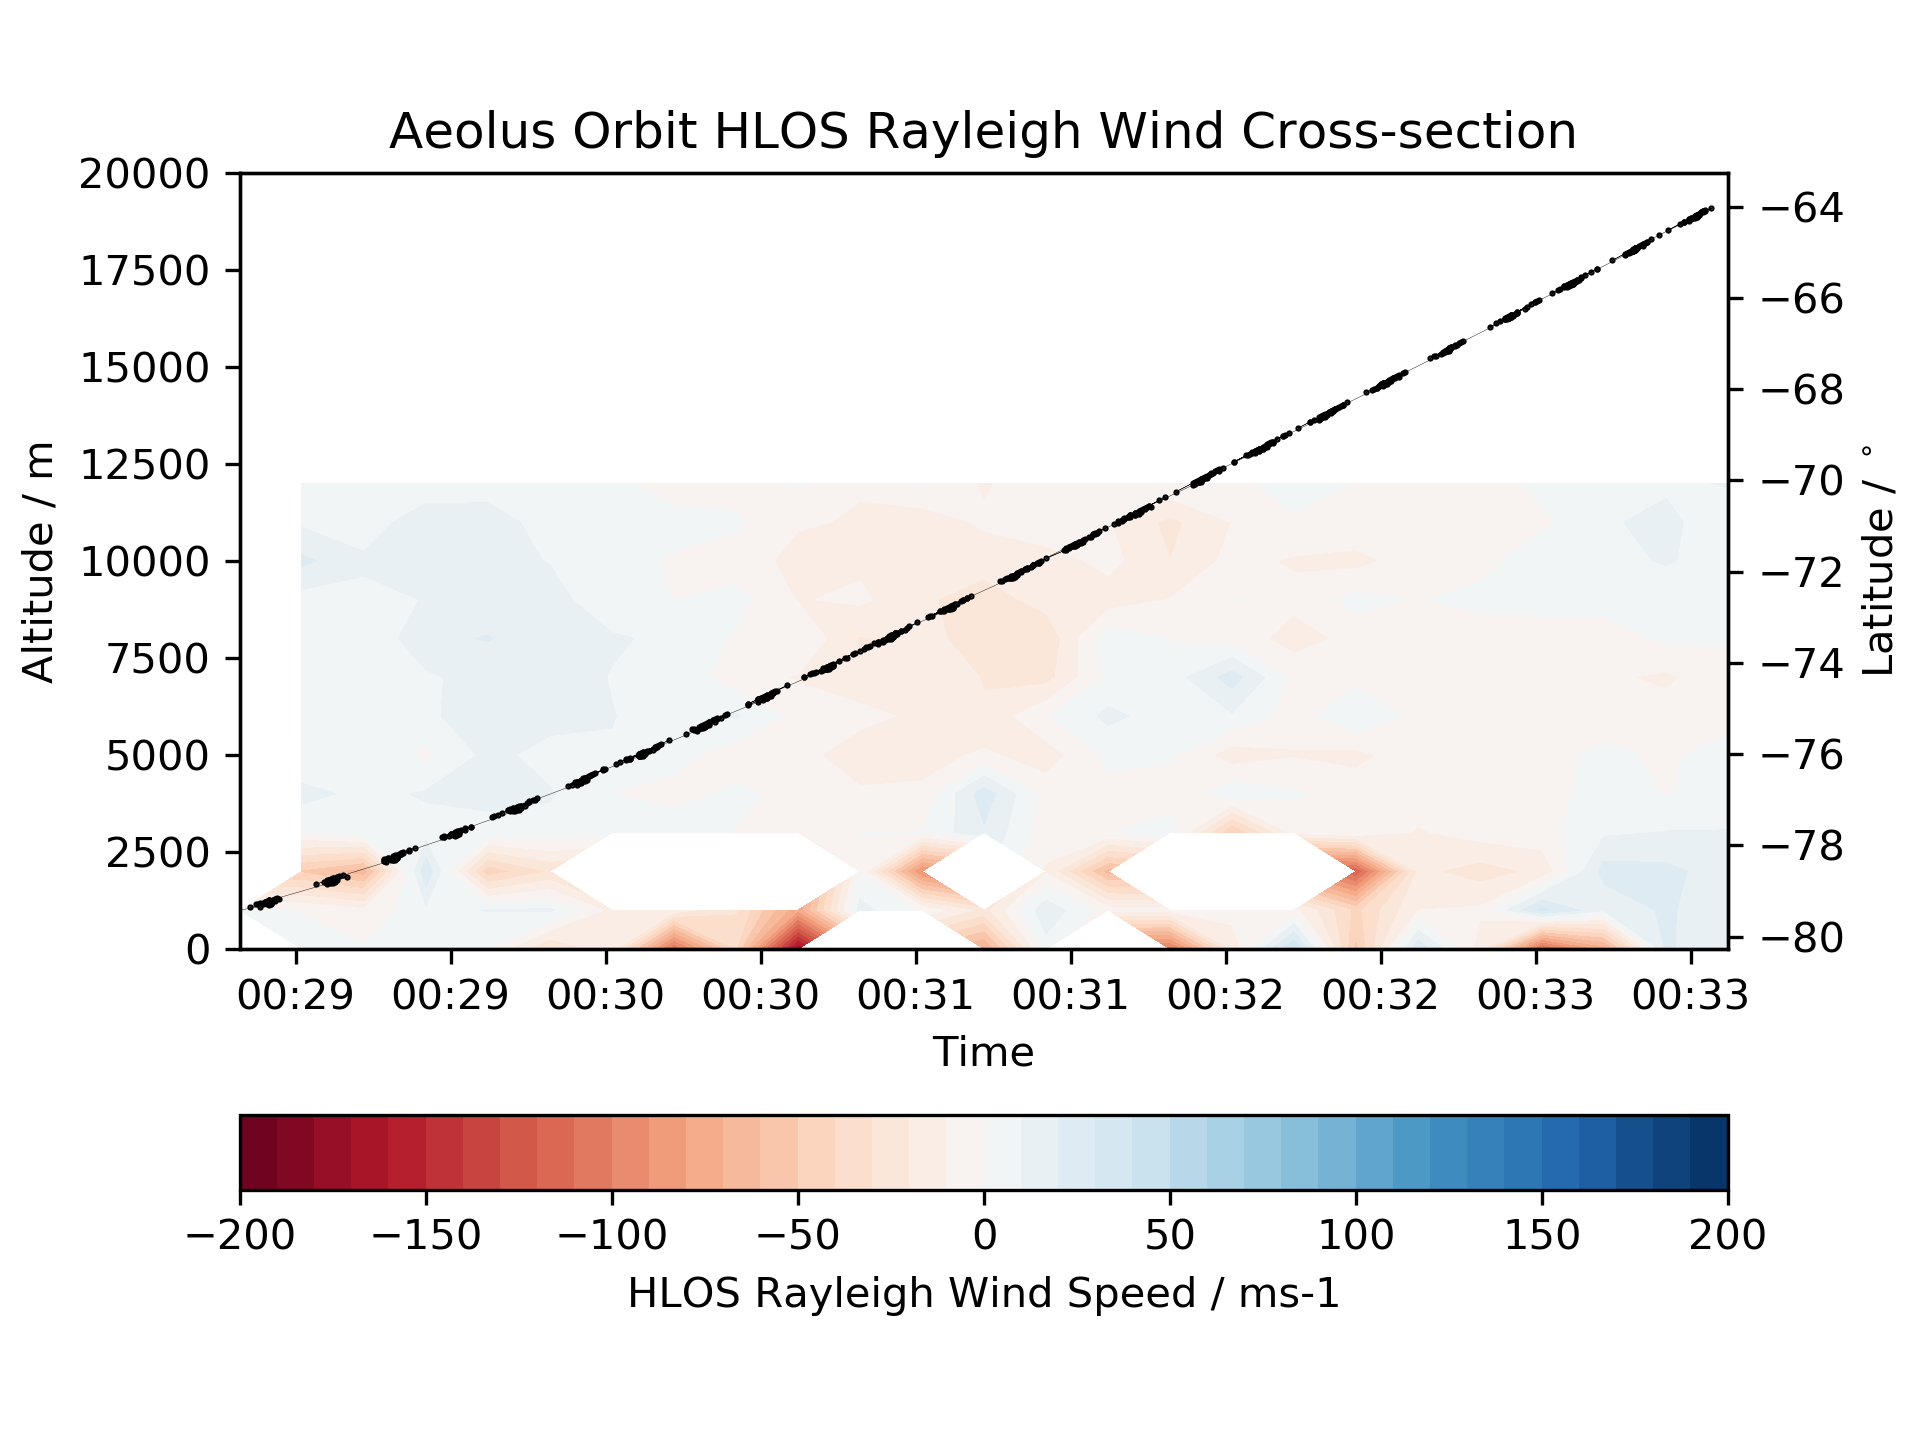 Aeolus Orbit HLOS Rayleigh Wind Cross-section
20000
17500
15000
12500
10000
7500
5000
2500
0
Altitude / m
−64
−66
−68
−70
−72
−74
−76
−78
−80
Latitude / °
00:29 00:29 00:30 00:30 00:31 00:31 00:32 00:32 00:33 00:33
Time
−200 −150 −100 −50 0 50 100 150 200
HLOS Rayleigh Wind Speed / ms-1